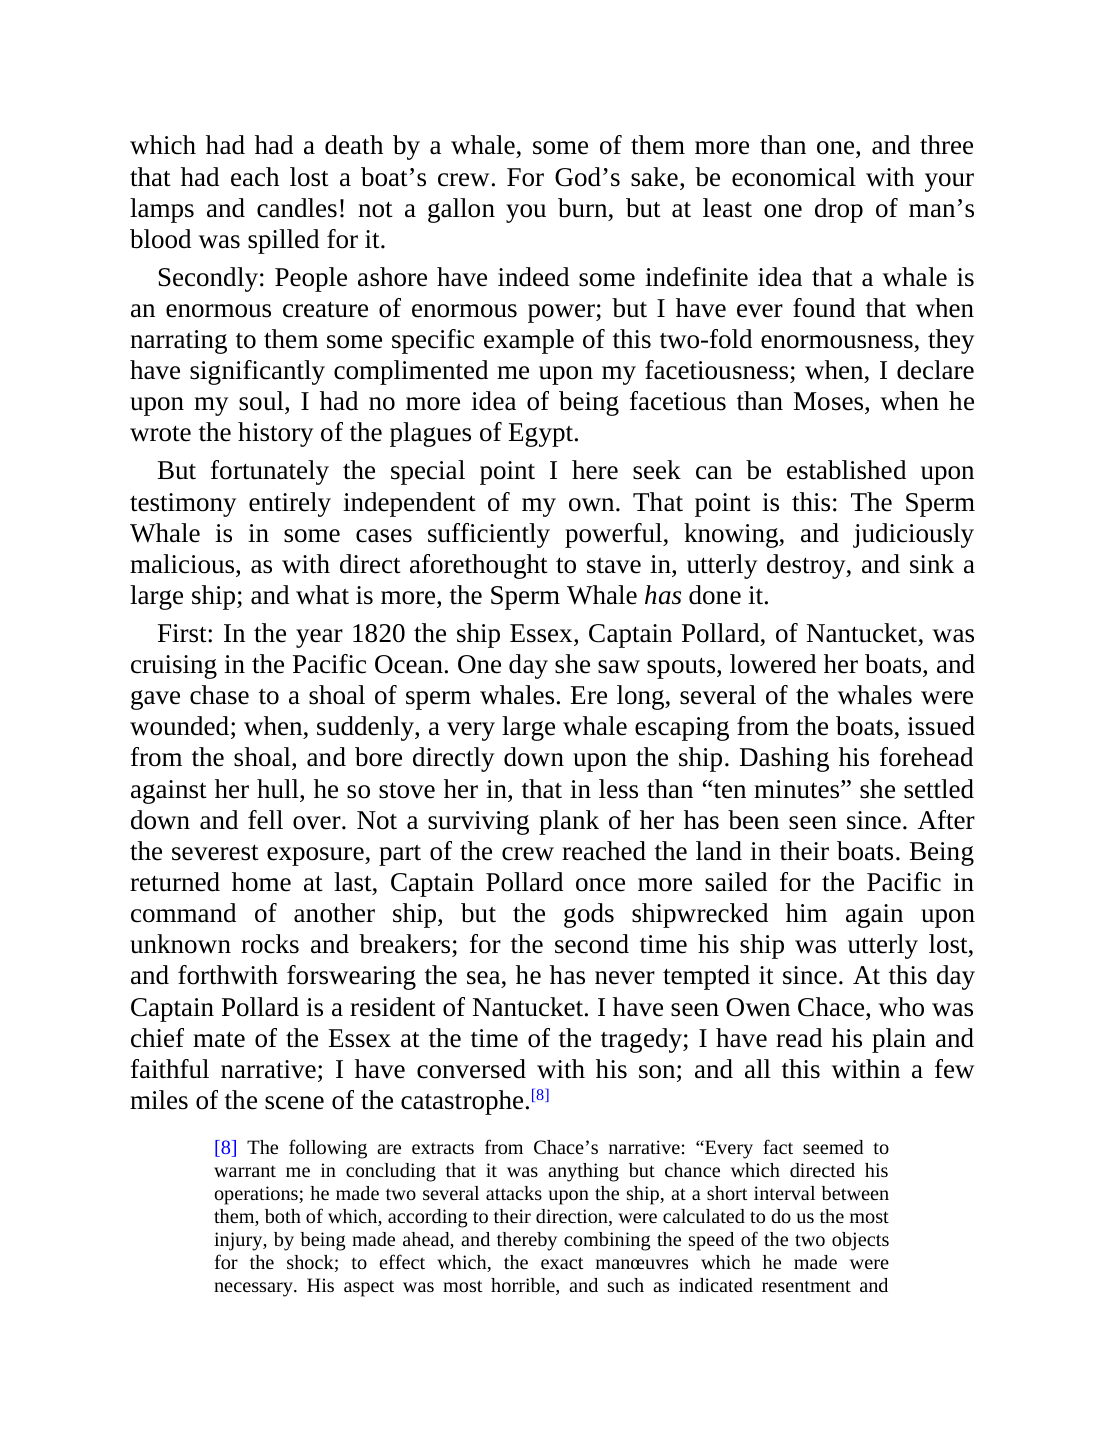 which had had a death by a whale, some of them more than one, and three
that had each lost a boat’s crew. For God’s sake, be economical with your
lamps and candles! not a gallon you burn, but at least one drop of man’s
blood was spilled for it.
Secondly: People ashore have indeed some indefinite idea that a whale is
an enormous creature of enormous power; but I have ever found that when
narrating to them some specific example of this two-fold enormousness, they
have significantly complimented me upon my facetiousness; when, I declare
upon my soul, I had no more idea of being facetious than Moses, when he
wrote the history of the plagues of Egypt.
But fortunately the special point I here seek can be established upon
testimony entirely independent of my own. That point is this: The Sperm
Whale is in some cases sufficiently powerful, knowing, and judiciously
malicious, as with direct aforethought to stave in, utterly destroy, and sink a
large ship; and what is more, the Sperm Whale has done it.
First: In the year 1820 the ship Essex, Captain Pollard, of Nantucket, was
cruising in the Pacific Ocean. One day she saw spouts, lowered her boats, and
gave chase to a shoal of sperm whales. Ere long, several of the whales were
wounded; when, suddenly, a very large whale escaping from the boats, issued
from the shoal, and bore directly down upon the ship. Dashing his forehead
against her hull, he so stove her in, that in less than “ten minutes” she settled
down and fell over. Not a surviving plank of her has been seen since. After
the severest exposure, part of the crew reached the land in their boats. Being
returned home at last, Captain Pollard once more sailed for the Pacific in
command of another ship, but the gods shipwrecked him again upon
unknown rocks and breakers; for the second time his ship was utterly lost,
and forthwith forswearing the sea, he has never tempted it since. At this day
Captain Pollard is a resident of Nantucket. I have seen Owen Chace, who was
chief mate of the Essex at the time of the tragedy; I have read his plain and
faithful narrative; I have conversed with his son; and all this within a few
miles of the scene of the catastrophe.[8]
[8] The following are extracts from Chace’s narrative: “Every fact seemed to
warrant me in concluding that it was anything but chance which directed his
operations; he made two several attacks upon the ship, at a short interval between
them, both of which, according to their direction, were calculated to do us the most
injury, by being made ahead, and thereby combining the speed of the two objects
for the shock; to effect which, the exact manœuvres which he made were
necessary. His aspect was most horrible, and such as indicated resentment and